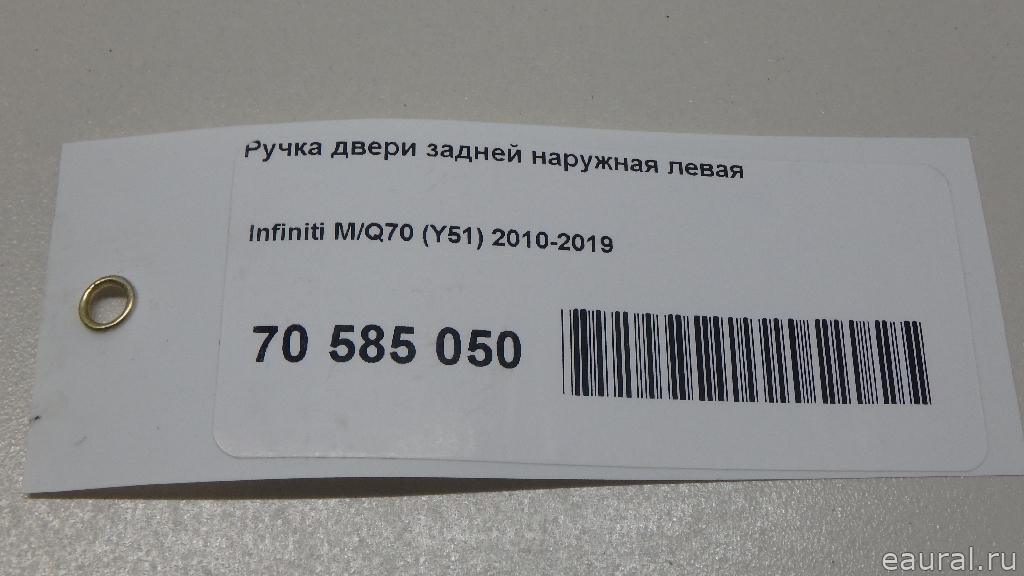 Ручка двери задней наружная левая
Infiniti M/Q70 (Y51) 2010-2019
70 585 050
eaural.ru